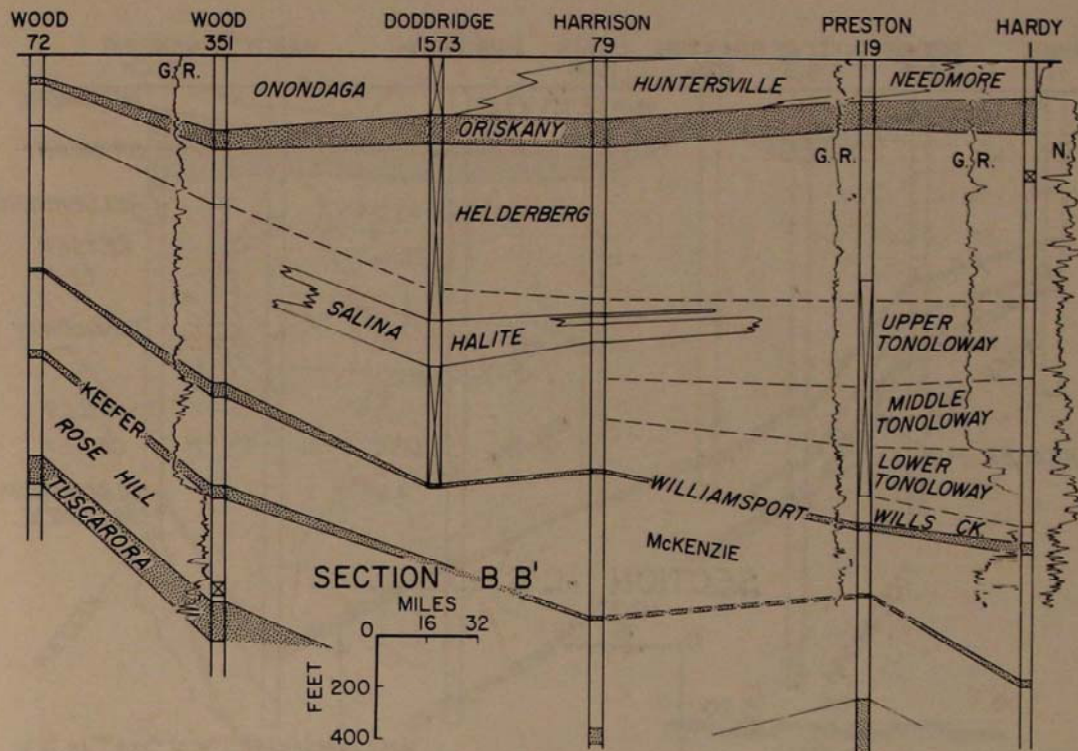 WOOD WOOD DODDRIDGE HARRISON PRESTON HARDY
72 351 1573 79 119 1
G. R.
ONONDAGA
HUNTERSVILLE
NEEDMORE
ORISKANY
G. R.
G. R.
N.
HELDERBERG
SALINA
HALITE
UPPER
TONOLOWAY
MIDDLE
TONOLOWAY
LOWER
TONOLOWAY
KEEFER
ROSE HILL
TUSCARORA
WILLIAMSPORT
WILLS CK.
McKENZIE
SECTION B B'
MILES
0 16 32
FEET
200
400